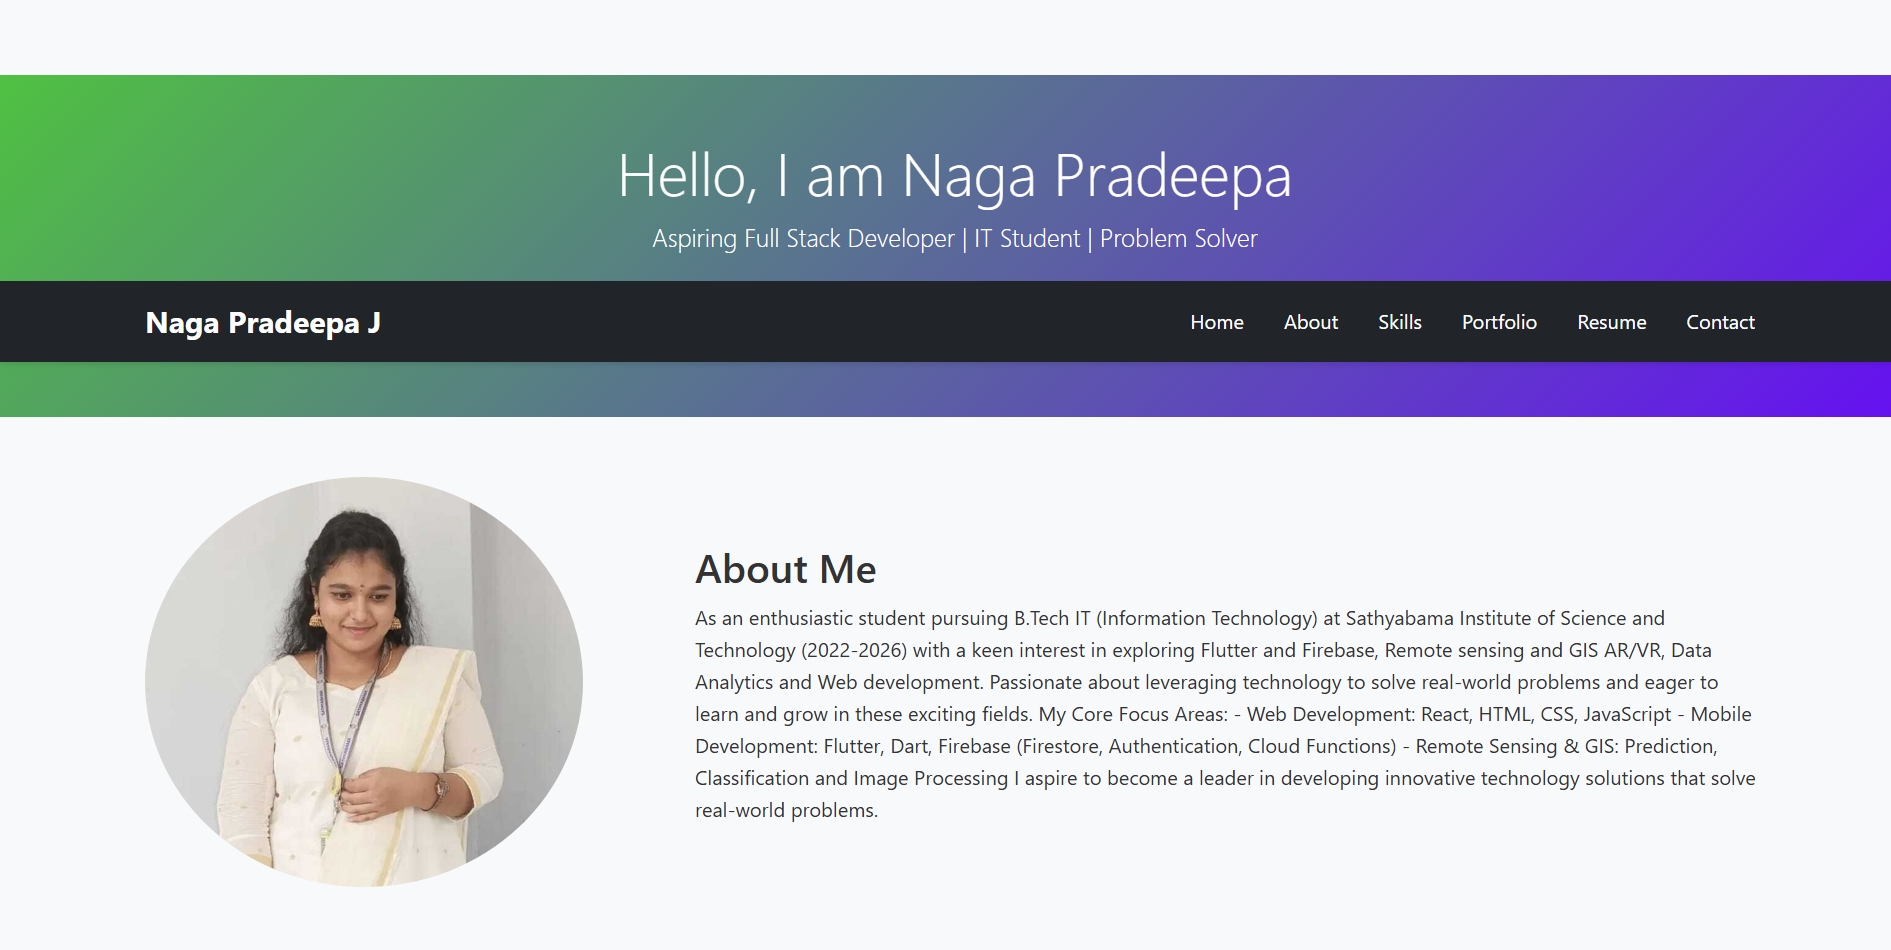 Hello, I am Naga Pradeepa
Aspiring Full Stack Developer | IT Student | Problem Solver
Naga Pradeepa J
Home
About
Skills
Portfolio
Resume
Contact
About Me
As an enthusiastic student pursuing B.Tech IT (Information Technology) at Sathyabama Institute of Science and
Technology (2022-2026) with a keen interest in exploring Flutter and Firebase, Remote sensing and GIS AR/VR, Data
Analytics and Web development. Passionate about leveraging technology to solve real-world problems and eager to
learn and grow in these exciting fields. My Core Focus Areas: - Web Development: React, HTML, CSS, JavaScript - Mobile
Development: Flutter, Dart, Firebase (Firestore, Authentication, Cloud Functions) - Remote Sensing & GIS: Prediction,
Classification and Image Processing I aspire to become a leader in developing innovative technology solutions that solve
real-world problems.